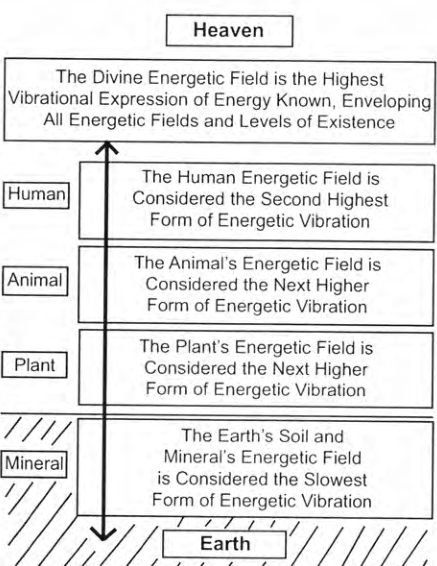 Heaven
The Divine Energetic Field is the Highest
Vibrational Expression of Energy Known, Enveloping
All Energetic Fields and Levels of Existence
Human
The Human Energetic Field is
Considered the Second Highest
Form of Energetic Vibration
Animal
The Animal's Energetic Field is
Considered the Next Higher
Form of Energetic Vibration
Plant
The Plant's Energetic Field is
Considered the Next Higher
Form of Energetic Vibration
Mineral
The Earth's Soil and
Mineral's Energetic Field
is Considered the Slowest
Form of Energetic Vibration
Earth